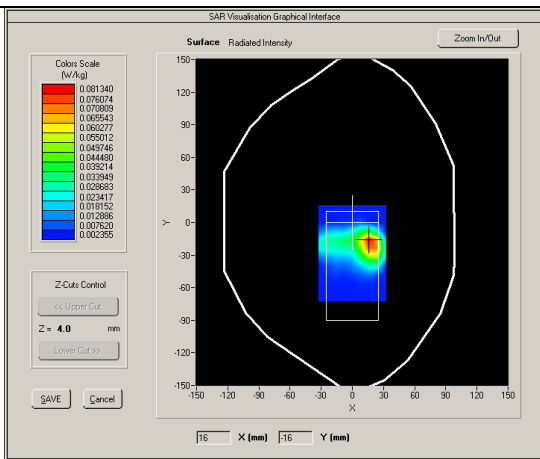 SAR Visualisation Graphical Interface
Surface Radiated Intensity
Zoom In/Out
Colors Scale
(W/kg)
0.081340
0.076074
0.070809
0.065543
0.060277
0.055012
0.049746
0.044480
0.039214
0.033949
0.028683
0.023417
0.018152
0.012886
0.007620
0.002355
Z-Cuts Control
<< Upper Cut
Z = 4.0 mm
Lower Cut >>
SAVE Cancel
150
120
90
60
30
0
-30
-60
-90
-120
-150
Y
-150 -120 -90 -60 -30 0 30 60 90 120 150
X
16 X (mm) -16 Y (mm)